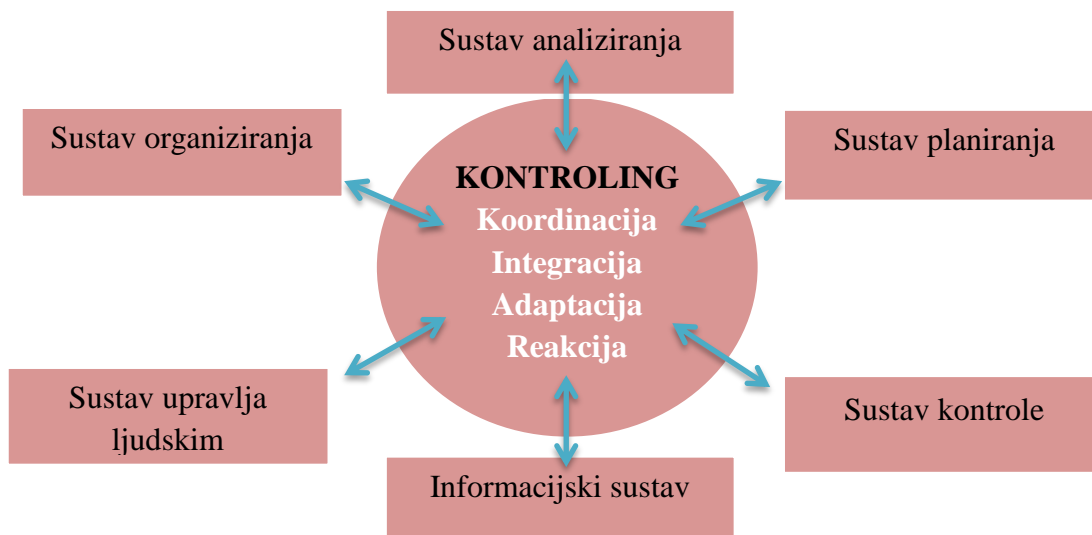 Sustav analiziranja
Sustav organiziranja
Sustav planiranja
KONTROLING
Koordinacija
Integracija
Adaptacija
Reakcija
Sustav upravlja
ljudskim
Sustav kontrole
Informacijski sustav